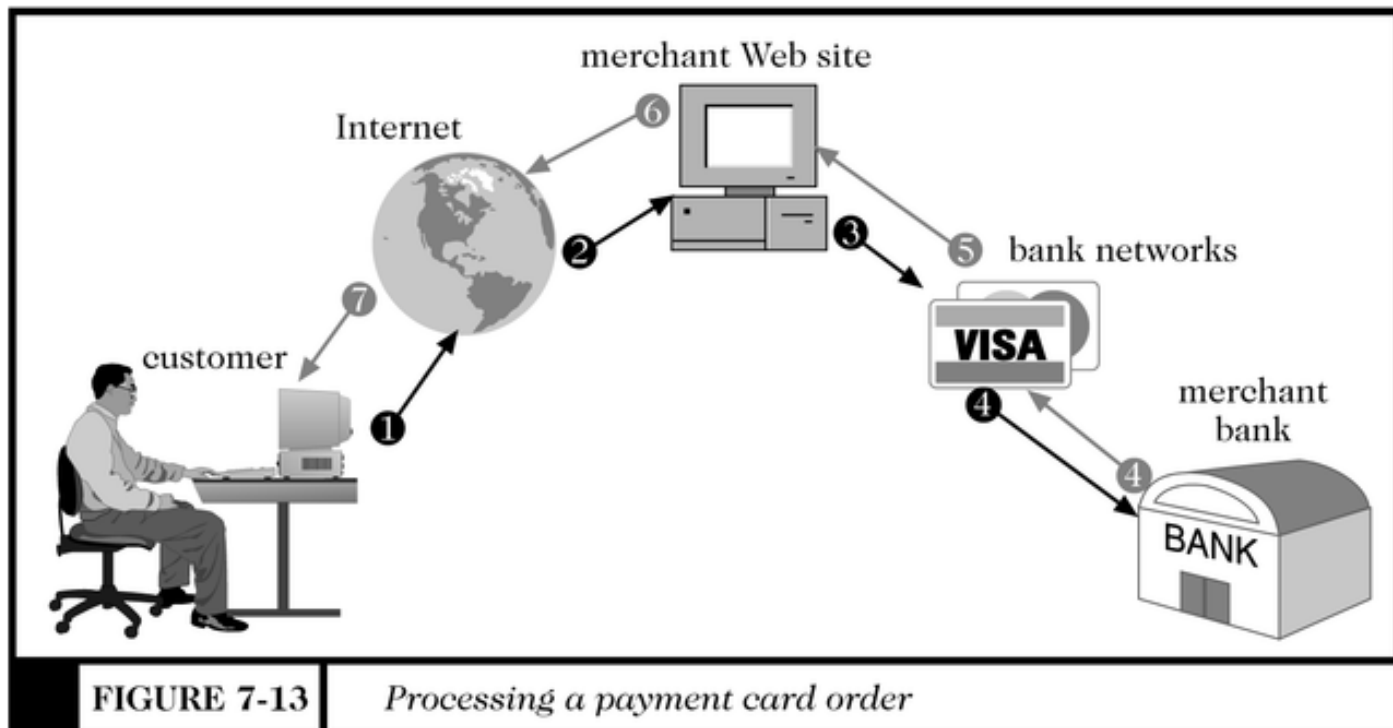 merchant Web site
6
Internet
2
3
5
bank networks
7
VISA
customer
1
4
merchant
bank
4
BANK
FIGURE 7-13
Processing a payment card order